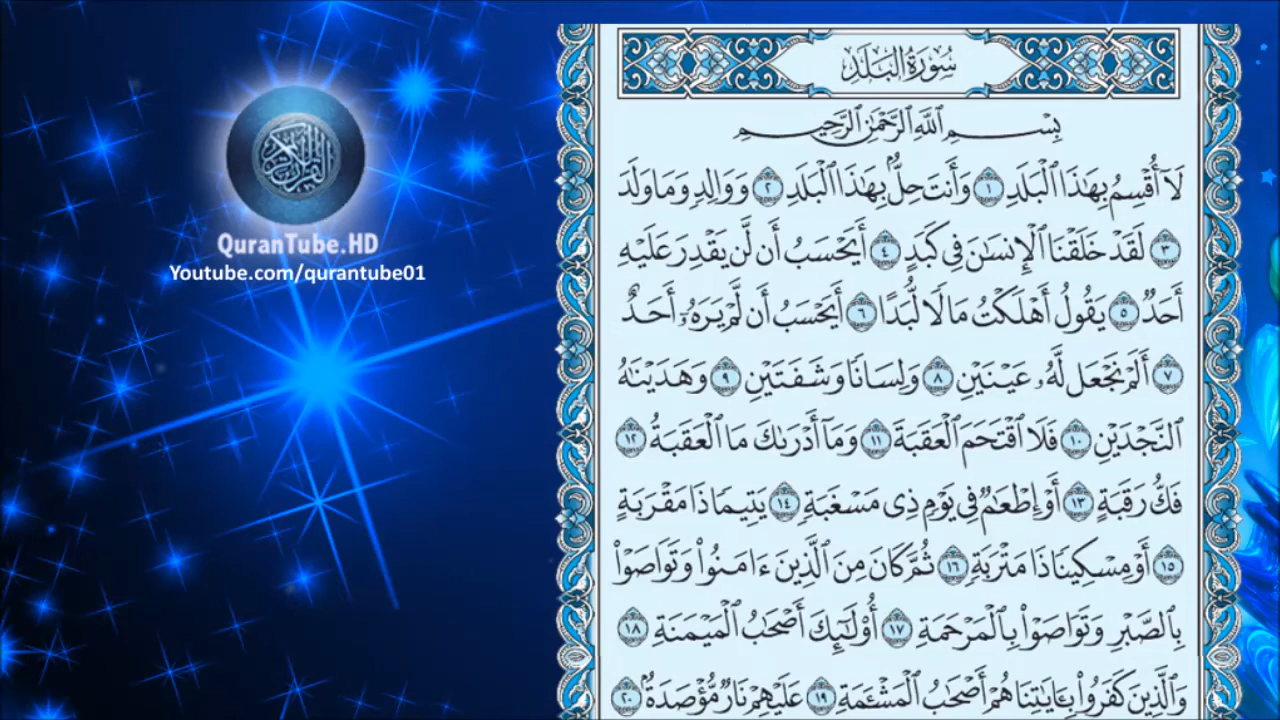 QuranTube.HD
Youtube.com/qurantube01
سُورَةُ الْبَلَدِ
بِسْمِ ٱللَّهِ ٱلرَّحْمَٰنِ ٱلرَّحِيمِ
لَآ أُقْسِمُ بِهَٰذَا ٱلْبَلَدِ ١ وَأَنتَ حِلٌّۢ بِهَٰذَا ٱلْبَلَدِ ٢ وَوَالِدٍ وَمَا وَلَدَ
٣ لَقَدْ خَلَقْنَا ٱلْإِنسَٰنَ فِى كَبَدٍ ٤ أَيَحْسَبُ أَن لَّن يَقْدِرَ عَلَيْهِ
أَحَدٌ ٥ يَقُولُ أَهْلَكْتُ مَالًا لُّبَدًا ٦ أَيَحْسَبُ أَن لَّمْ يَرَهُۥٓ أَحَدٌ
٧ أَلَمْ نَجْعَل لَّهُۥ عَيْنَيْنِ ٨ وَلِسَانًا وَشَفَتَيْنِ ٩ وَهَدَيْنَٰهُ
ٱلنَّجْدَيْنِ ١٠ فَلَا ٱقْتَحَمَ ٱلْعَقَبَةَ ١١ وَمَآ أَدْرَىٰكَ مَا ٱلْعَقَبَةُ ١٢
فَكُّ رَقَبَةٍ ١٣ أَوْ إِطْعَٰمٌ فِى يَوْمٍ ذِى مَسْغَبَةٍ ١٤ يَتِيمًا ذَا مَقْرَبَةٍ
١٥ أَوْ مِسْكِينًا ذَا مَتْرَبَةٍ ١٦ ثُمَّ كَانَ مِنَ ٱلَّذِينَ ءَامَنُوا۟ وَتَوَاصَوْا۟
بِٱلصَّبْرِ وَتَوَاصَوْا۟ بِٱلْمَرْحَمَةِ ١٧ أُو۟لَٰٓئِكَ أَصْحَٰبُ ٱلْمَيْمَنَةِ ١٨
وَٱلَّذِينَ كَفَرُوا۟ بِـَٔايَٰتِنَا هُمْ أَصْحَٰبُ ٱلْمَشْـَٔمَةِ ١٩ عَلَيْهِمْ نَارٌ مُّؤْصَدَةٌۢ ٢٠